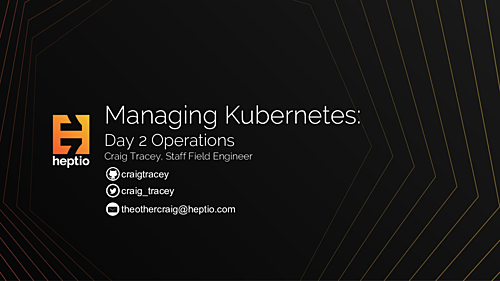 Managing Kubernetes:
Day 2 Operations
Craig Tracey, Staff Field Engineer
heptio
craigtracey
craig_tracey
theothercraig@heptio.com